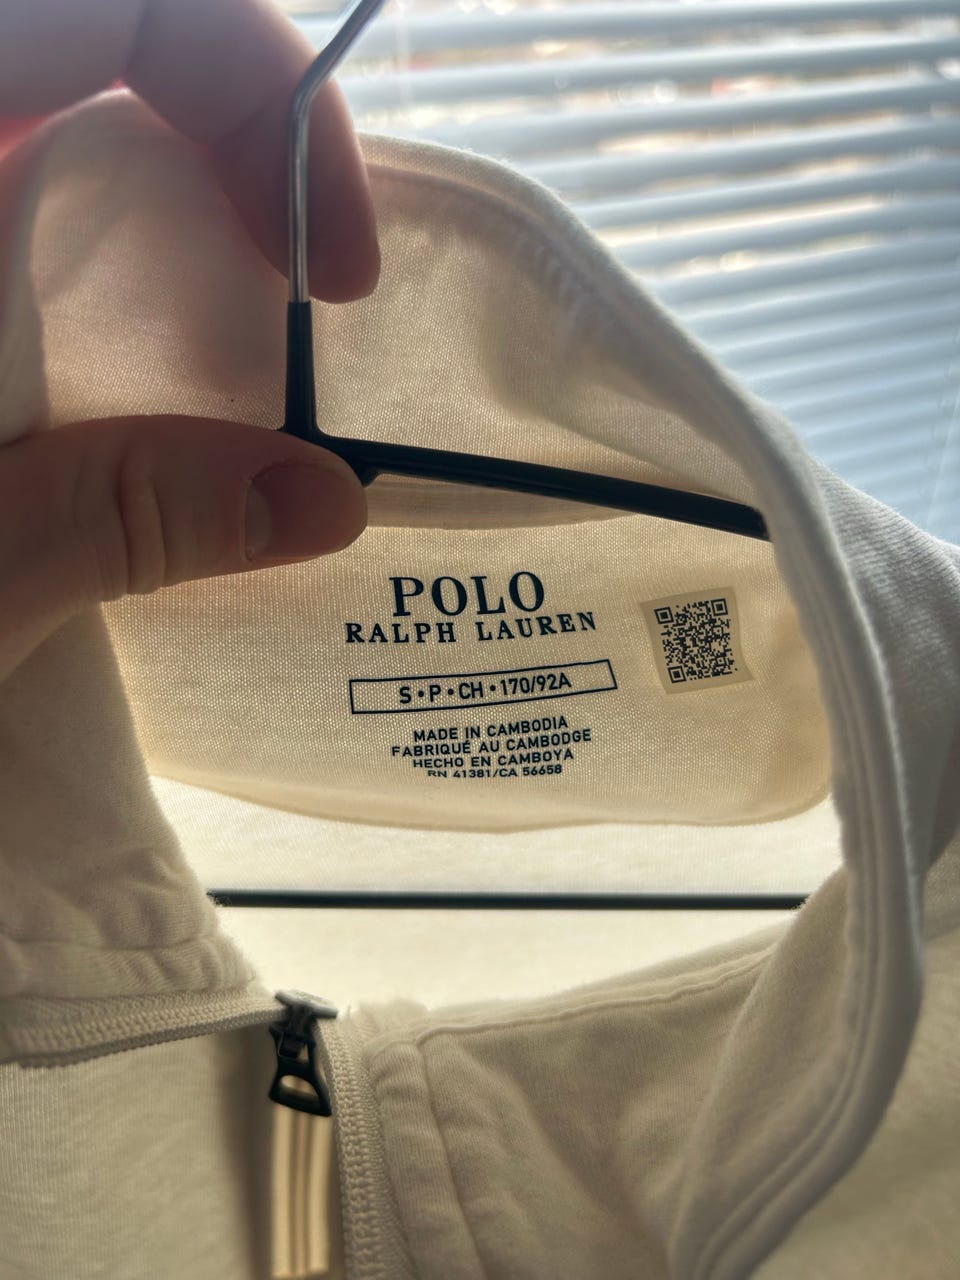 POLO
RALPH LAUREN
S • P • CH • 170/92A
MADE IN CAMBODIA
FABRIQUÉ AU CAMBODGE
HECHO EN CAMBOYA
RN 41381/CA 56658